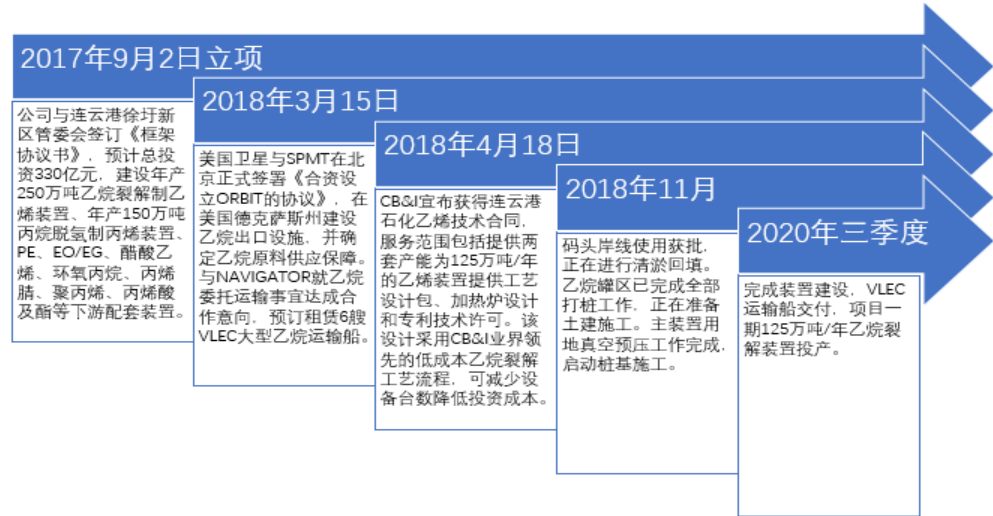 2017年9月2日立项
公司与连云港徐圩新
区管委会签订《框架
协议书》，预计总投
资330亿元，建设年产
250万吨乙烷裂解制乙
烯装置、年产150万吨
丙烷脱氢制丙烯装置、
PE、EO/EG、醋酸乙
烯、环氧丙烷、丙烯
腈、聚丙烯、丙烯酸
及酯等下游配套装置。
2018年3月15日
美国卫星与SPMT在北
京正式签署《合资设
立ORBIT的协议》，在
美国德克萨斯州建设
乙烷出口设施，并确
定乙烷原料供应保障。
与NAVIGATOR就乙烷
委托运输事宜达成合
作意向，预订租赁6艘
VLEC大型乙烷运输船。
2018年4月18日
CB&I宣布获得连云港
石化乙烯技术合同，
服务范围包括提供两
套产能为125万吨/年
的乙烯装置提供工艺
设计包、加热炉设计
和专利技术许可。该
设计采用CB&I业界领
先的低成本乙烷裂解
工艺流程，可减少设
备台数降低投资成本。
2018年11月
码头岸线使用获批，
正在进行清淤回填。
乙烷罐区已完成全部
打桩工作，正在准备
土建施工。主装置用
地真空预压工作完成，
启动桩基施工。
2020年三季度
完成装置建设，VLEC
运输船交付，项目一
期125万吨/年乙烷裂
解装置投产。